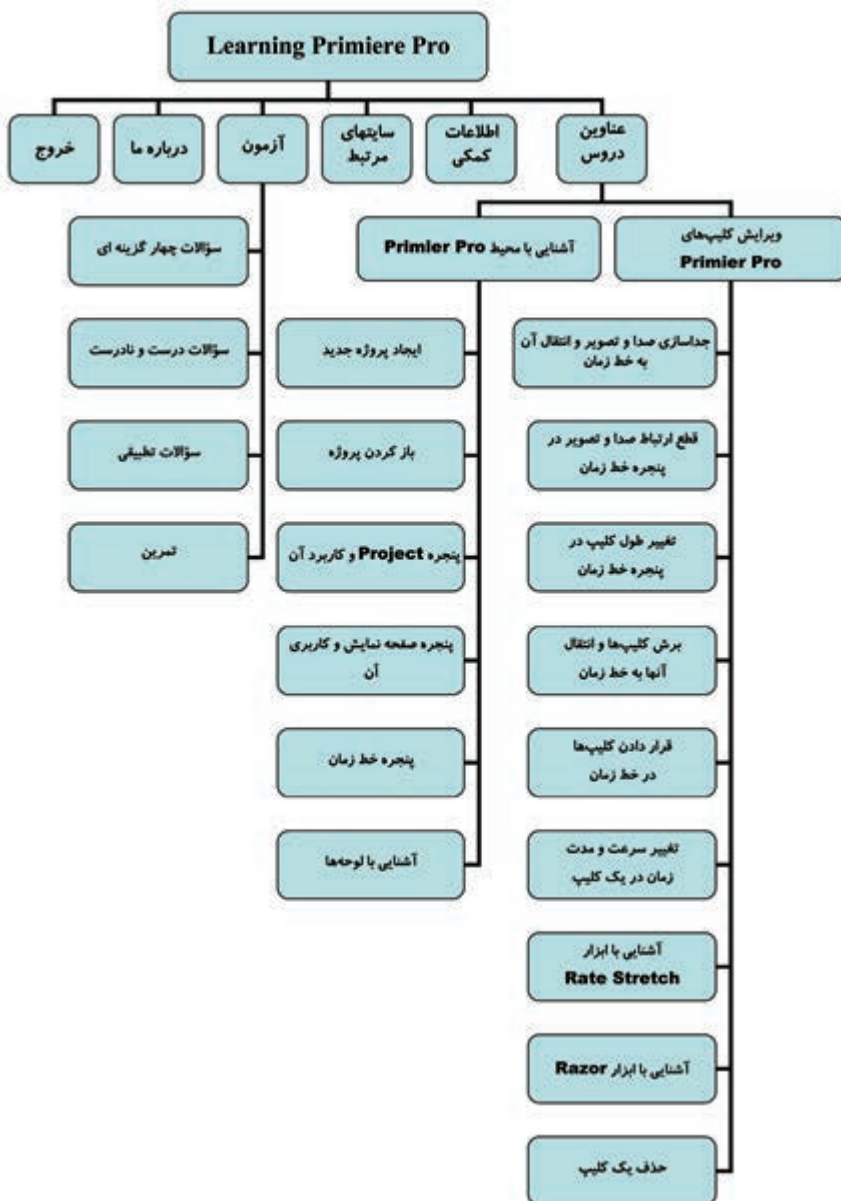 Learning Primiere Pro
عناوین
دروس
اطلاعات
کمکی
سایتهای
مرتبط
آزمون
درباره ما
خروج
ویرایش کلیپ‌های
Primier Pro
آشنایی با محیط Primier Pro
سؤالات چهار گزینه ای
جداسازی صدا و تصویر و انتقال آن
به خط زمان
ایجاد پروژه جدید
سؤالات درست و نادرست
قطع ارتباط صدا و تصویر در
پنجره خط زمان
باز کردن پروژه
سؤالات تطبیقی
تغییر طول کلیپ در
پنجره خط زمان
پنجره Project و کاربرد آن
تمرین
برش کلیپ‌ها و انتقال
آنها به خط زمان
پنجره صفحه نمایش و کاربری
آن
قرار دادن کلیپ‌ها
در خط زمان
پنجره خط زمان
تغییر سرعت و مدت
زمان در یک کلیپ
آشنایی با لوحه‌ها
آشنایی با ابزار
Rate Stretch
آشنایی با ابزار Razor
حذف یک کلیپ